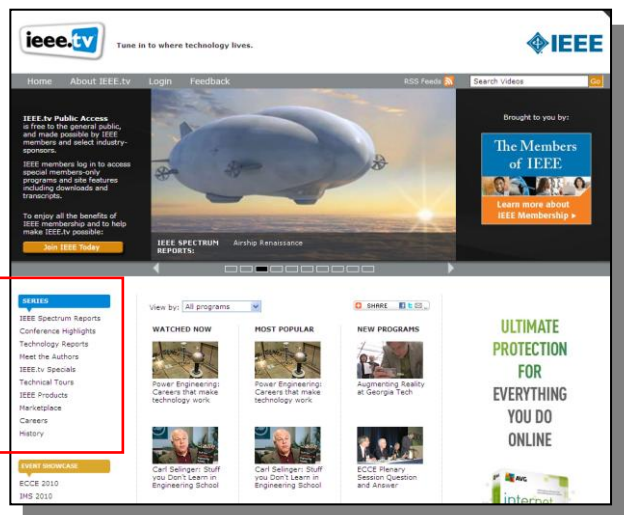 ieee.tv
Tune in to where technology lives.
IEEE
Home About IEEE.tv Login Feedback RSS Feeds Search Videos Go
IEEE.tv Public Access
is free to the general public,
and made possible by IEEE
members and select industry-
sponsors.
IEEE members log in to access
special members-only
programs and site features
including downloads and
transcripts.
To enjoy all the benefits of
IEEE membership and to help
make IEEE.tv possible:
Join IEEE Today
IEEE SPECTRUM
REPORTS:
Airship Renaissance
Brought to you by:
The Members
of IEEE
Learn more about
IEEE Membership
SERIES
IEEE Spectrum Reports
Conference Highlights
Technology Reports
Meet the Authors
IEEE.tv Specials
Technical Tours
IEEE Products
Marketplace
Careers
History
EVENT SHOWCASE
ECCE 2010
IMS 2010
View by: All programs
SHARE
WATCHED NOW
Power Engineering:
Careers that make
technology work
Carl Selinger: Stuff
you Don't Learn in
Engineering School
MOST POPULAR
Power Engineering:
Careers that make
technology work
Carl Selinger: Stuff
you Don't Learn in
Engineering School
NEW PROGRAMS
Augmenting Reality
at Georgia Tech
ECCE Plenary
Session Question
and Answer
ULTIMATE
PROTECTION
FOR
EVERYTHING
YOU DO
ONLINE
AVG
internet